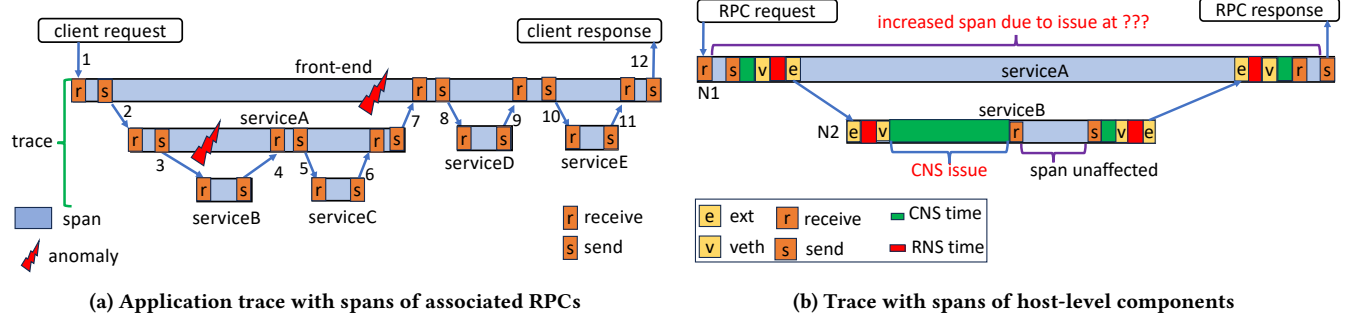 client request
client response
1
12
front-end
r s r s r s r s
2
7
8
9
10
11
trace
serviceA
r s r s r s
r s
serviceD
r s
serviceE
3
4
5
6
r s
serviceB
r s
serviceC
span
anomaly
r receive
s send
(a) Application trace with spans of associated RPCs
RPC request
RPC response
increased span due to issue at ???
r s v e serviceA e v r s
N1
serviceB
N2
e v r s v e
CNS issue
span unaffected
e ext r receive CNS time
v veth s send RNS time
(b) Trace with spans of host-level components